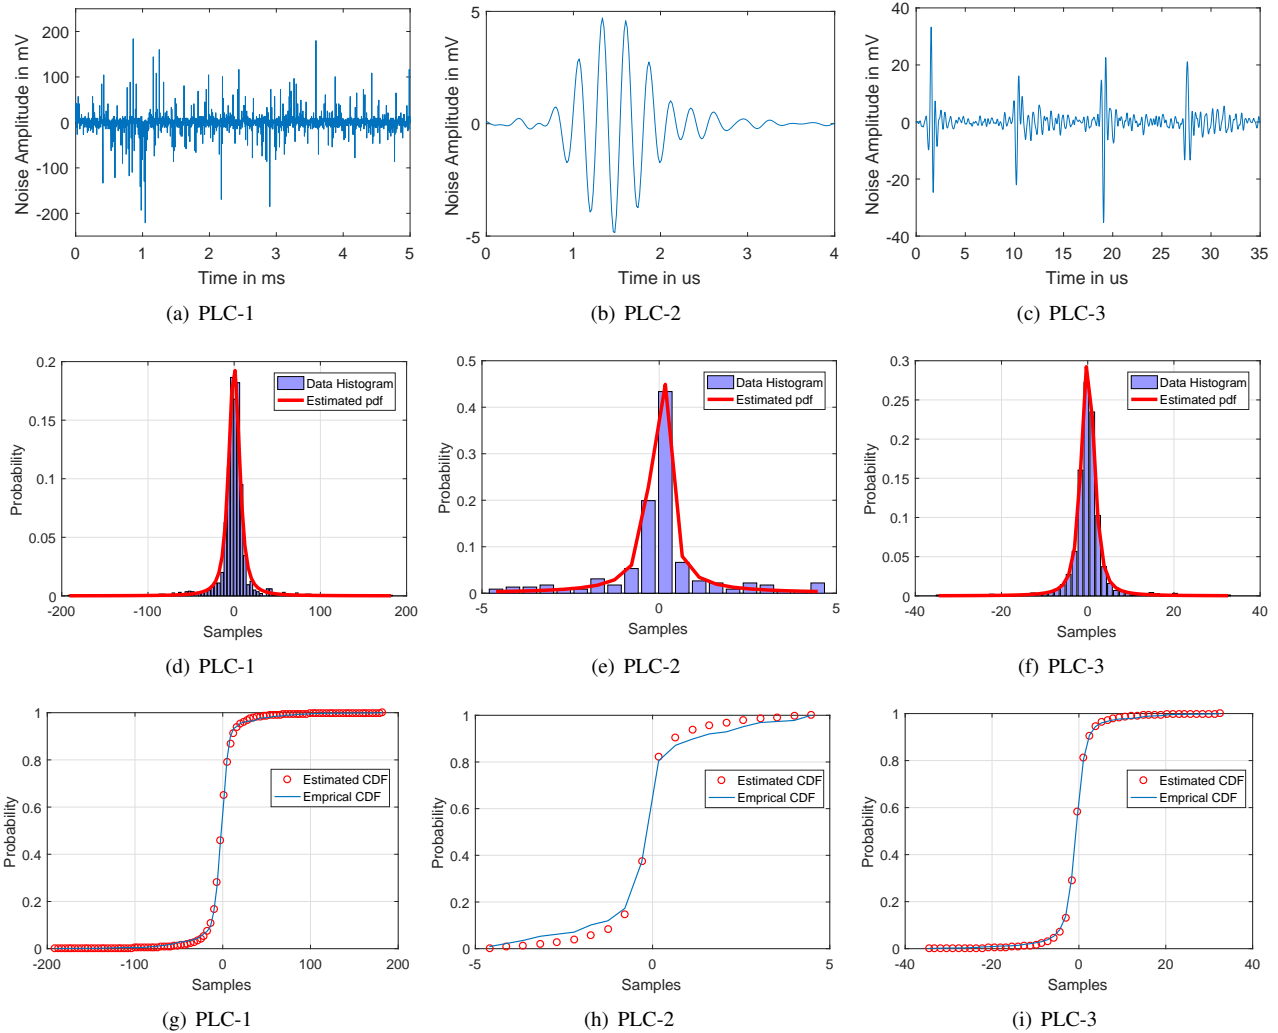 Noise Amplitude in mV
200
100
0
-100
-200
0 1 2 3 4 5
Time in ms
(a) PLC-1
Noise Amplitude in mV
5
0
-5
0 1 2 3 4
Time in us
(b) PLC-2
Noise Amplitude in mV
40
20
0
-20
-40
0 5 10 15 20 25 30 35
Time in us
(c) PLC-3
Probability
0.2
0.15
0.1
0.05
0
-200 -100 0 100 200
Data Histogram
Estimated pdf
Samples
(d) PLC-1
Probability
0.5
0.4
0.3
0.2
0.1
0
-5 0 5
Data Histogram
Estimated pdf
Samples
(e) PLC-2
Probability
0.3
0.25
0.2
0.15
0.1
0.05
0
-40 -20 0 20 40
Data Histogram
Estimated pdf
Samples
(f) PLC-3
Probability
1
0.8
0.6
0.4
0.2
0
-200 -100 0 100 200
Estimated CDF
Emprical CDF
Samples
(g) PLC-1
Probability
1
0.8
0.6
0.4
0.2
0
-5 0 5
Estimated CDF
Emprical CDF
Samples
(h) PLC-2
Probability
1
0.8
0.6
0.4
0.2
0
-40 -20 0 20 40
Estimated CDF
Emprical CDF
Samples
(i) PLC-3